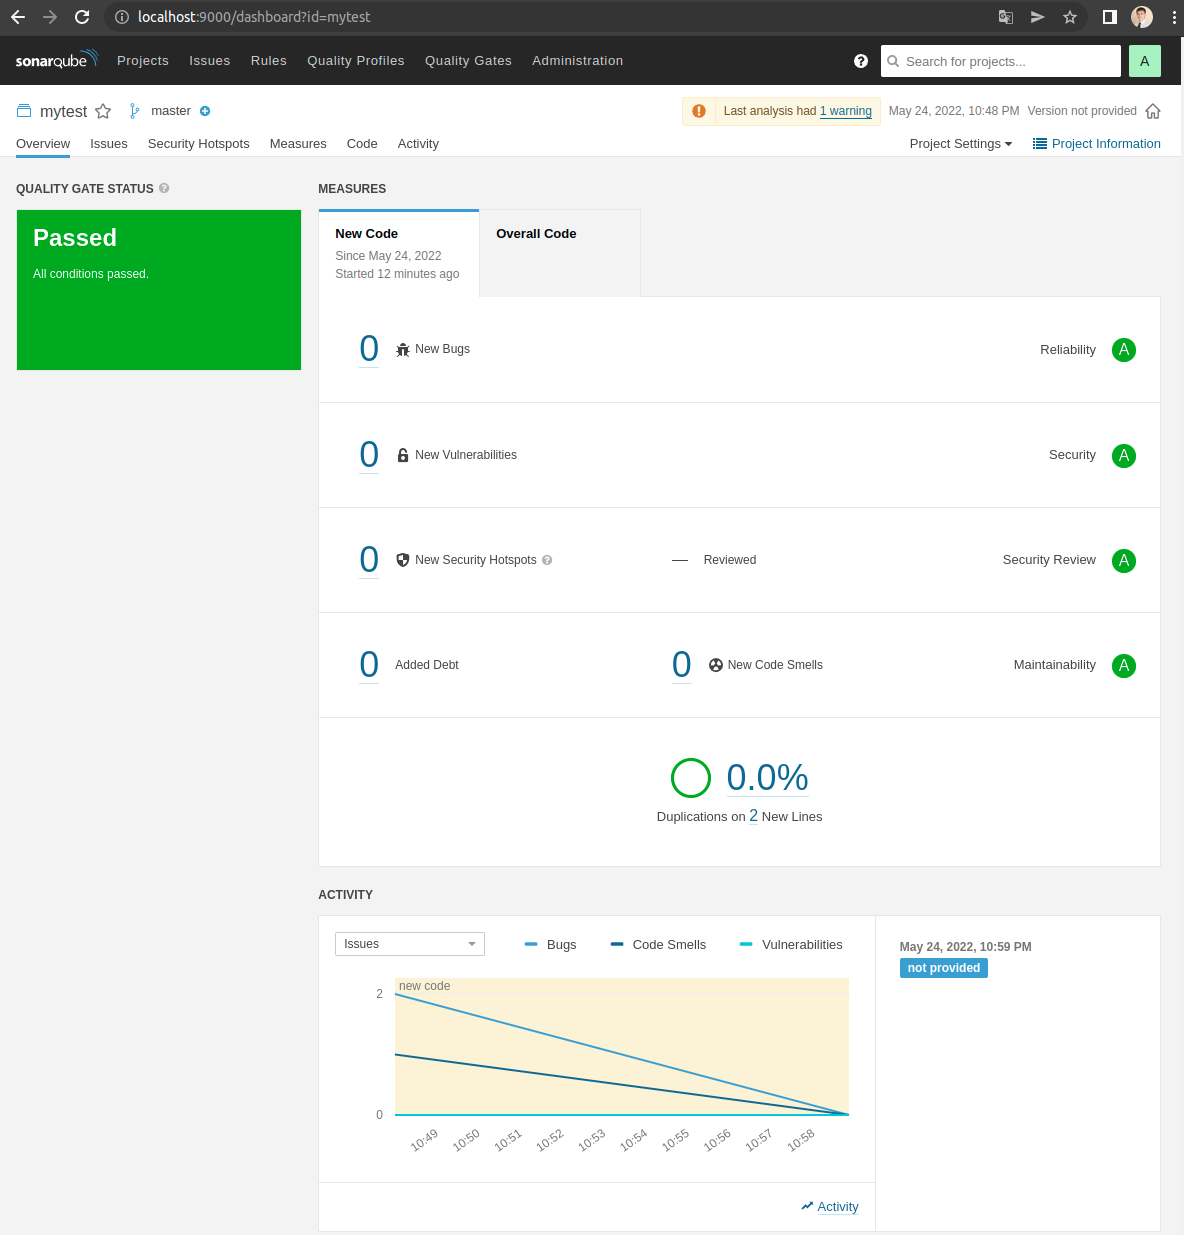 localhost:9000/dashboard?id=mytest
sonarqube Projects Issues Rules Quality Profiles Quality Gates Administration ? Search for projects... A
mytest master Last analysis had 1 warning May 24, 2022, 10:48 PM Version not provided
Overview Issues Security Hotspots Measures Code Activity Project Settings Project Information
QUALITY GATE STATUS ?
Passed
All conditions passed.
MEASURES
New Code
Since May 24, 2022
Started 12 minutes ago
Overall Code
0 New Bugs Reliability A
0 New Vulnerabilities Security A
0 New Security Hotspots ? — Reviewed Security Review A
0 Added Debt 0 New Code Smells Maintainability A
0.0%
Duplications on 2 New Lines
ACTIVITY
Issues Bugs Code Smells Vulnerabilities
new code
2
0
10:49 10:50 10:51 10:52 10:53 10:54 10:55 10:56 10:57 10:58
Activity
May 24, 2022, 10:59 PM
not provided